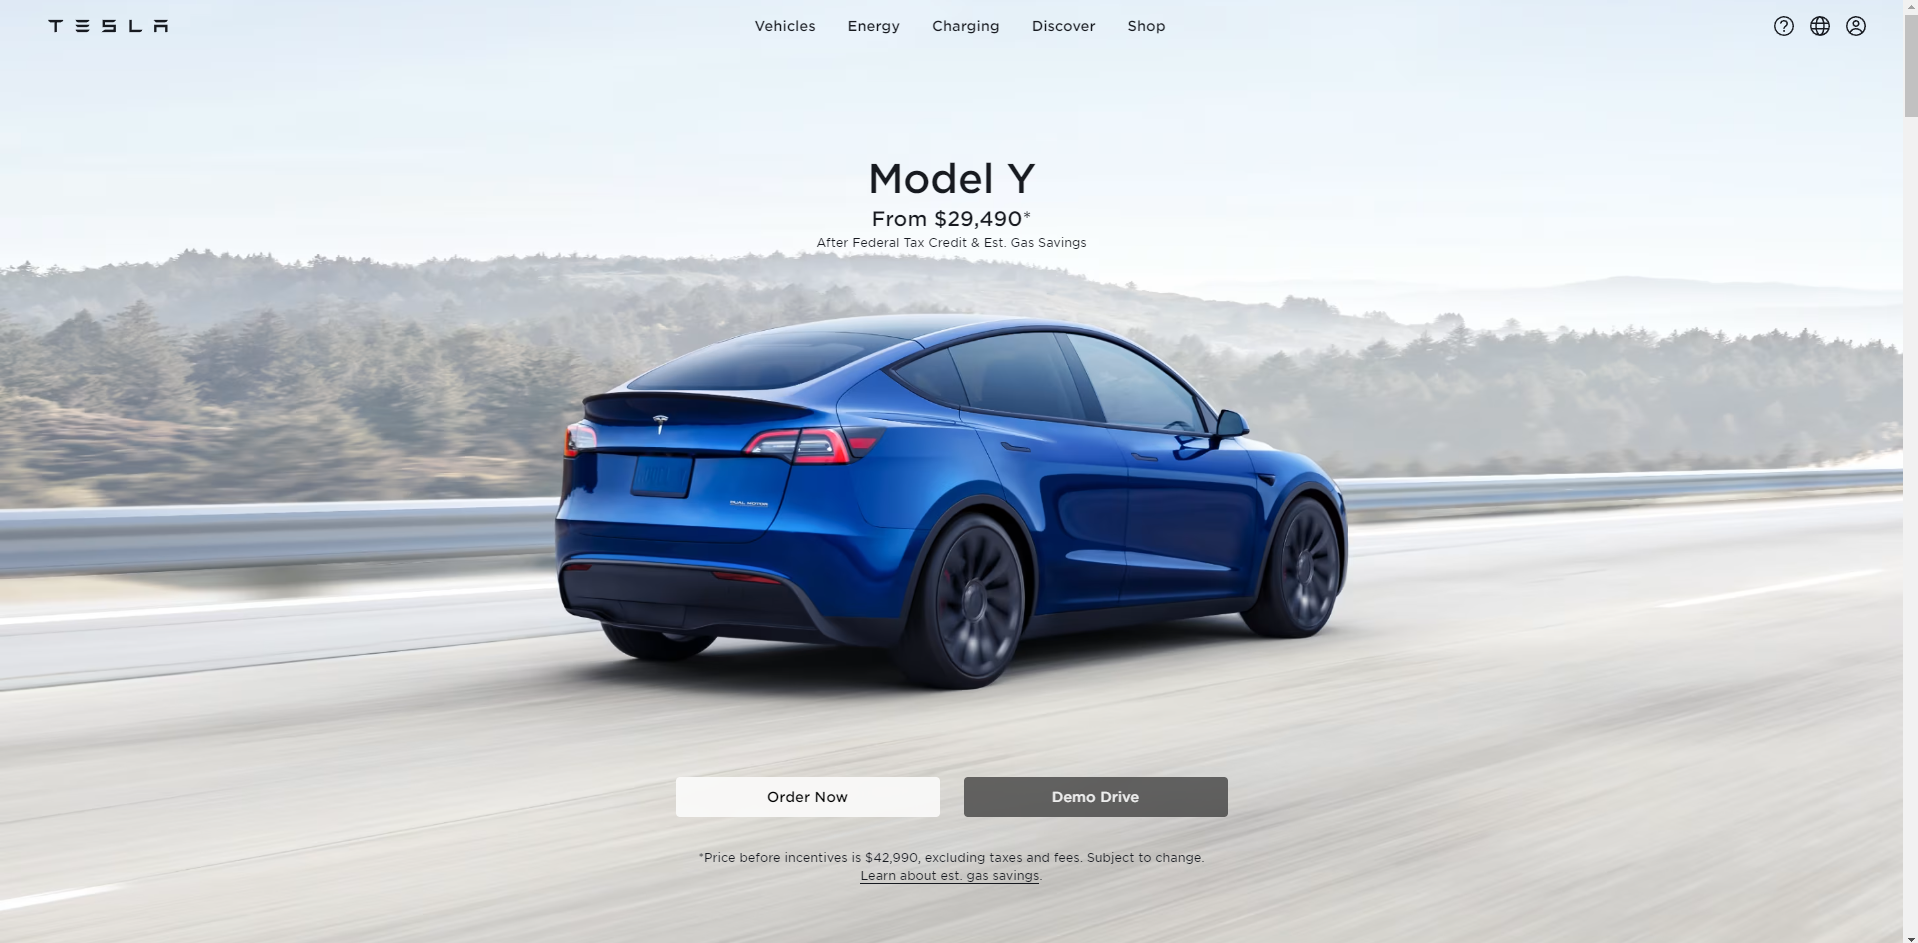 TESLA
Vehicles Energy Charging Discover Shop
Model Y
From $29,490*
After Federal Tax Credit & Est. Gas Savings
DUAL MOTOR
Order Now
Demo Drive
*Price before incentives is $42,990, excluding taxes and fees. Subject to change.
Learn about est. gas savings.